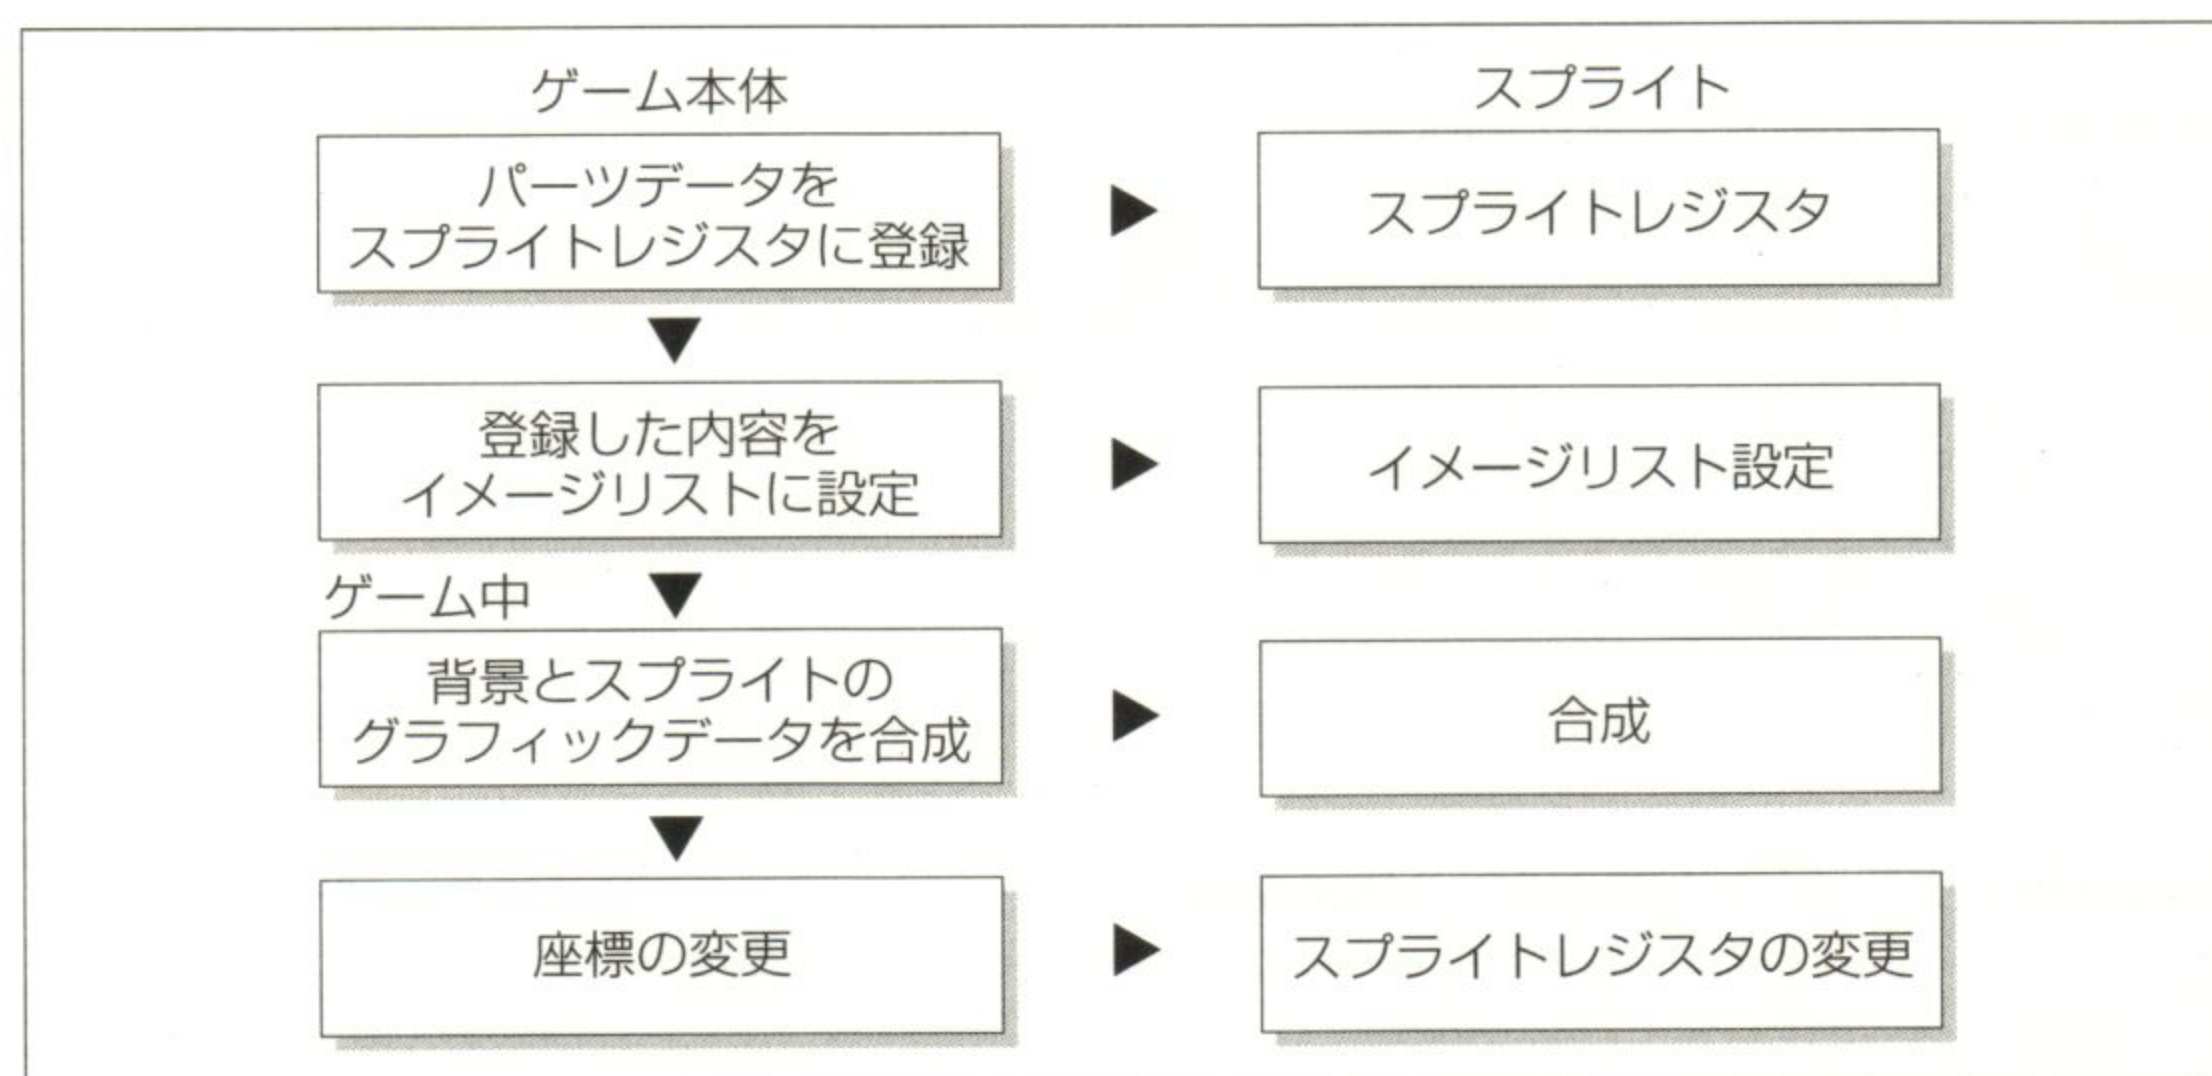 ゲーム本体
スプライト
パーツデータを
スプライトレジスタに登録
スプライトレジスタ
登録した内容を
イメージリストに設定
イメージリスト設定
ゲーム中
背景とスプライトの
グラフィックデータを合成
合成
座標の変更
スプライトレジスタの変更